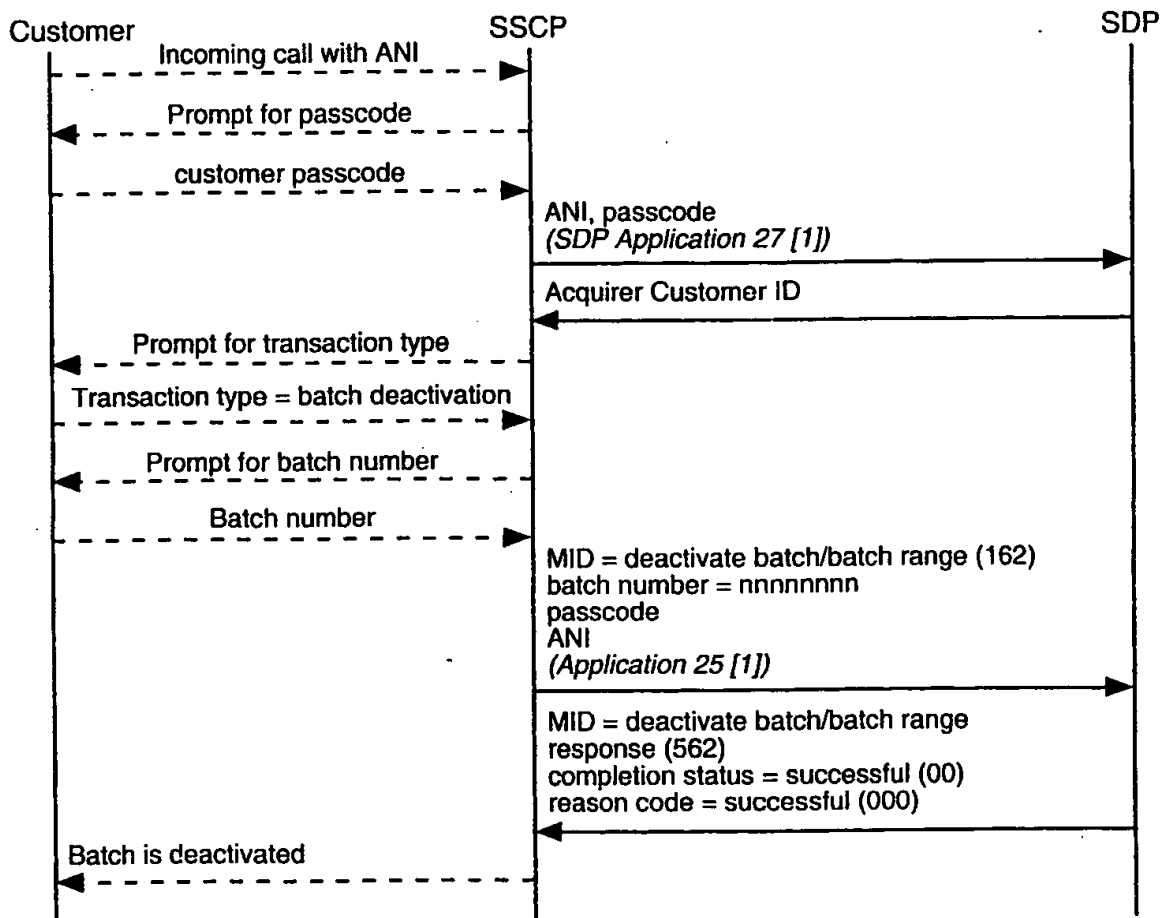 Customer
SSCP
SDP
Incoming call with ANI
Prompt for passcode
customer passcode
ANI, passcode
(SDP Application 27 [1])
Acquirer Customer ID
Prompt for transaction type
Transaction type = batch deactivation
Prompt for batch number
Batch number
MID = deactivate batch/batch range (162)
batch number = nnnnnnnn
passcode
ANI
(Application 25 [1])
MID = deactivate batch/batch range
response (562)
completion status = successful (00)
reason code = successful (000)
Batch is deactivated